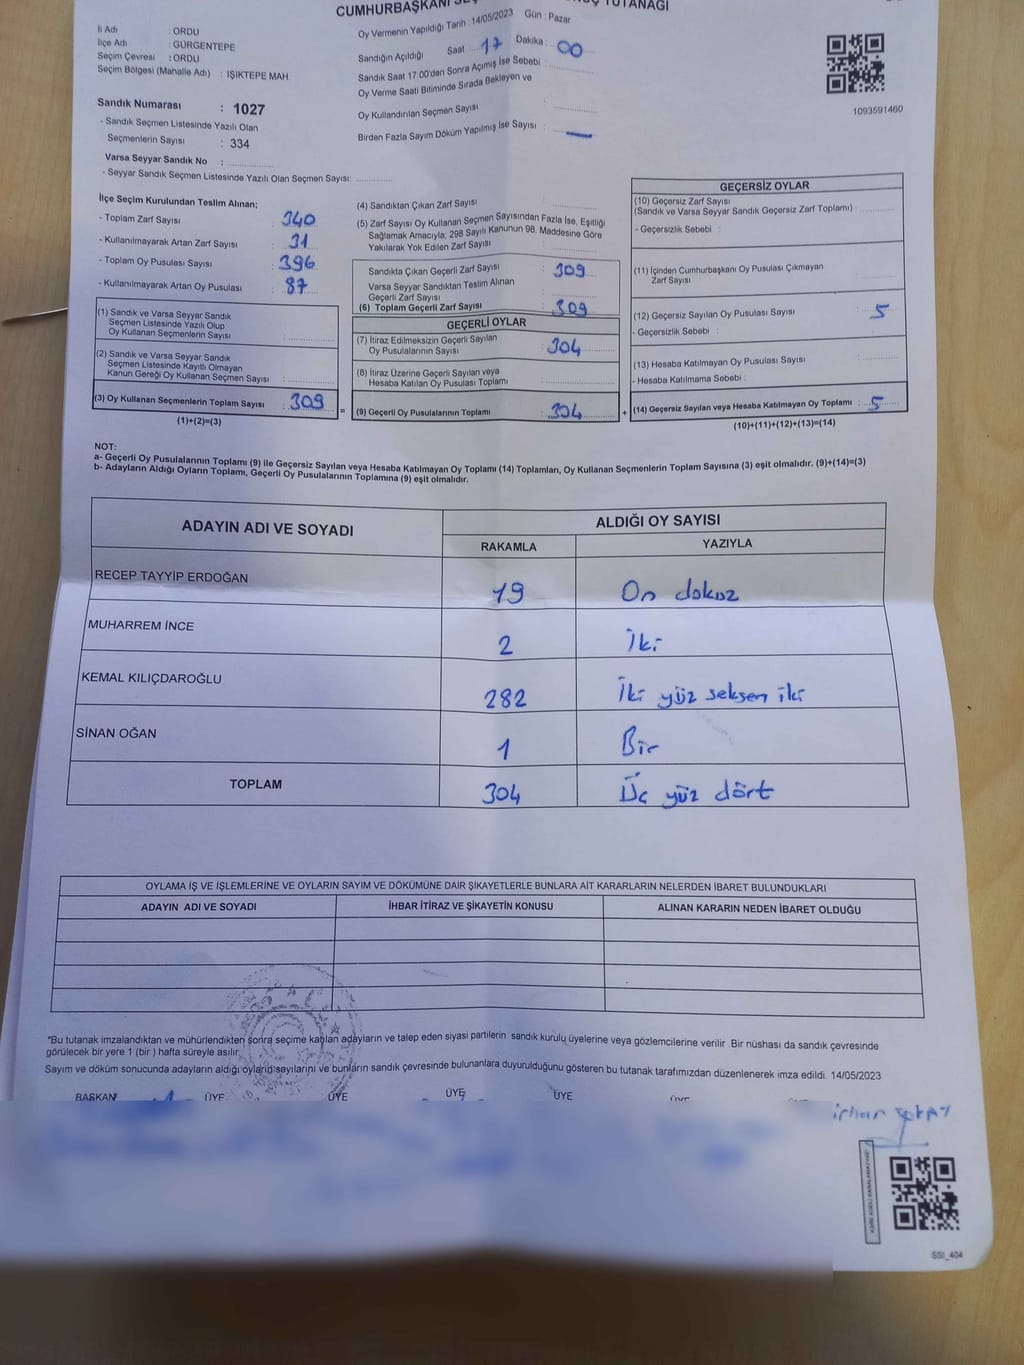 CUMHURBAŞKANI
TUTANAĞI
İli Adı : ORDU
İlçe Adı : GÜRGENTEPE
Seçim Çevresi : ORDU
Seçim Bölgesi (Mahalle Adı) : IŞIKTEPE MAH.
Oy Vermenin Yapıldığı Tarih : 14/05/2023 Gün : Pazar
Sandığın Açıldığı Saat 17 Dakika : 00
Sandık Saat 17:00'den Sonra Açımış İse Sebebi :
Oy Verme Saati Bitiminde Sırada Bekleyen ve
Oy Kullandırılan Seçmen Sayısı :
Birden Fazla Sayım Döküm Yapılmış İse Sayısı : —
1093591460
Sandık Numarası : 1027
- Sandık Seçmen Listesinde Yazılı Olan
Seçmenlerin Sayısı : 334
Varsa Seyyar Sandık No :
- Seyyar Sandık Seçmen Listesinde Yazılı Olan Seçmen Sayısı:
İlçe Seçim Kurulundan Teslim Alınan;
- Toplam Zarf Sayısı : 340
- Kullanılmayarak Artan Zarf Sayısı : 31
- Toplam Oy Pusulası Sayısı : 396
- Kullanılmayarak Artan Oy Pusulası : 87
(1) Sandık ve Varsa Seyyar Sandık
Seçmen Listesinde Yazılı Olup
Oy Kullanan Seçmenlerin Sayısı :
(2) Sandık ve Varsa Seyyar Sandık
Seçmen Listesinde Kayıtlı Olmayan
Kanun Gereği Oy Kullanan Seçmen Sayısı :
(3) Oy Kullanan Seçmenlerin Toplam Sayısı : 309
(1)+(2)=(3)
=
(4) Sandıktan Çıkan Zarf Sayısı :
(5) Zarf Sayısı Oy Kullanan Seçmen Sayısından Fazla İse, Eşitliği
Sağlamak Amacıyla; 298 Sayılı Kanunun 98. Maddesine Göre
Yakılarak Yok Edilen Zarf Sayısı :
Sandıkta Çıkan Geçerli Zarf Sayısı : 309
Varsa Seyyar Sandıktan Teslim Alınan
Geçerli Zarf Sayısı :
(6) Toplam Geçerli Zarf Sayısı : 309
GEÇERLİ OYLAR
(7) İtiraz Edilmeksizin Geçerli Sayılan
Oy Pusulalarının Sayısı : 304
(8) İtiraz Üzerine Geçerli Sayılan veya
Hesaba Katılan Oy Pusulası Toplamı :
(9) Geçerli Oy Pusulalarının Toplamı : 304
+
GEÇERSİZ OYLAR
(10) Geçersiz Zarf Sayısı
(Sandık ve Varsa Seyyar Sandık Geçersiz Zarf Toplamı) :
- Geçersizlik Sebebi :
(11) İçinden Cumhurbaşkanı Oy Pusulası Çıkmayan
Zarf Sayısı :
(12) Geçersiz Sayılan Oy Pusulası Sayısı : 5
- Geçersizlik Sebebi :
(13) Hesaba Katılmayan Oy Pusulası Sayısı :
- Hesaba Katılmama Sebebi :
(14) Geçersiz Sayılan veya Hesaba Katılmayan Oy Toplamı : 5
(10)+(11)+(12)+(13)=(14)
NOT:
a- Geçerli Oy Pusulalarının Toplamı (9) ile Geçersiz Sayılan veya Hesaba Katılmayan Oy Toplamı (14) Toplamları, Oy Kullanan Seçmenlerin Toplam Sayısına (3) eşit olmalıdır. (9)+(14)=(3)
b- Adayların Aldığı Oyların Toplamı, Geçerli Oy Pusulalarının Toplamına (9) eşit olmalıdır.
ADAYIN ADI VE SOYADI
ALDIĞI OY SAYISI
RAKAMLA YAZIYLA
RECEP TAYYİP ERDOĞAN 19 On dokuz
MUHARREM İNCE 2 İki
KEMAL KILIÇDAROĞLU 282 İki yüz seksen iki
SİNAN OĞAN 1 Bir
TOPLAM 304 Üç yüz dört
OYLAMA İŞ VE İŞLEMLERİNE VE OYLARIN SAYIM VE DÖKÜMÜNE DAİR ŞİKAYETLERLE BUNLARA AİT KARARLARIN NELERDEN İBARET BULUNDUKLARI
ADAYIN ADI VE SOYADI İHBAR İTİRAZ VE ŞİKAYETİN KONUSU ALINAN KARARIN NEDEN İBARET OLDUĞU
*Bu tutanak imzalandıktan ve mühürlendikten sonra seçime katılan adayların ve talep eden siyasi partilerin sandık kurulu üyelerine veya gözlemcilerine verilir .Bir nüshası da sandık çevresinde
görülecek bir yere 1 (bir ) hafta süreyle asılır.
Sayım ve döküm sonucunda adayların aldığı oyların sayılarını ve bunların sandık çevresinde bulunanlara duyurulduğunu gösteren bu tutanak tarafımızdan düzenlenerek imza edildi. 14/05/2023
BAŞKAN ÜYE ÜYE ÜYE ÜYE ÜYE
SSI_404